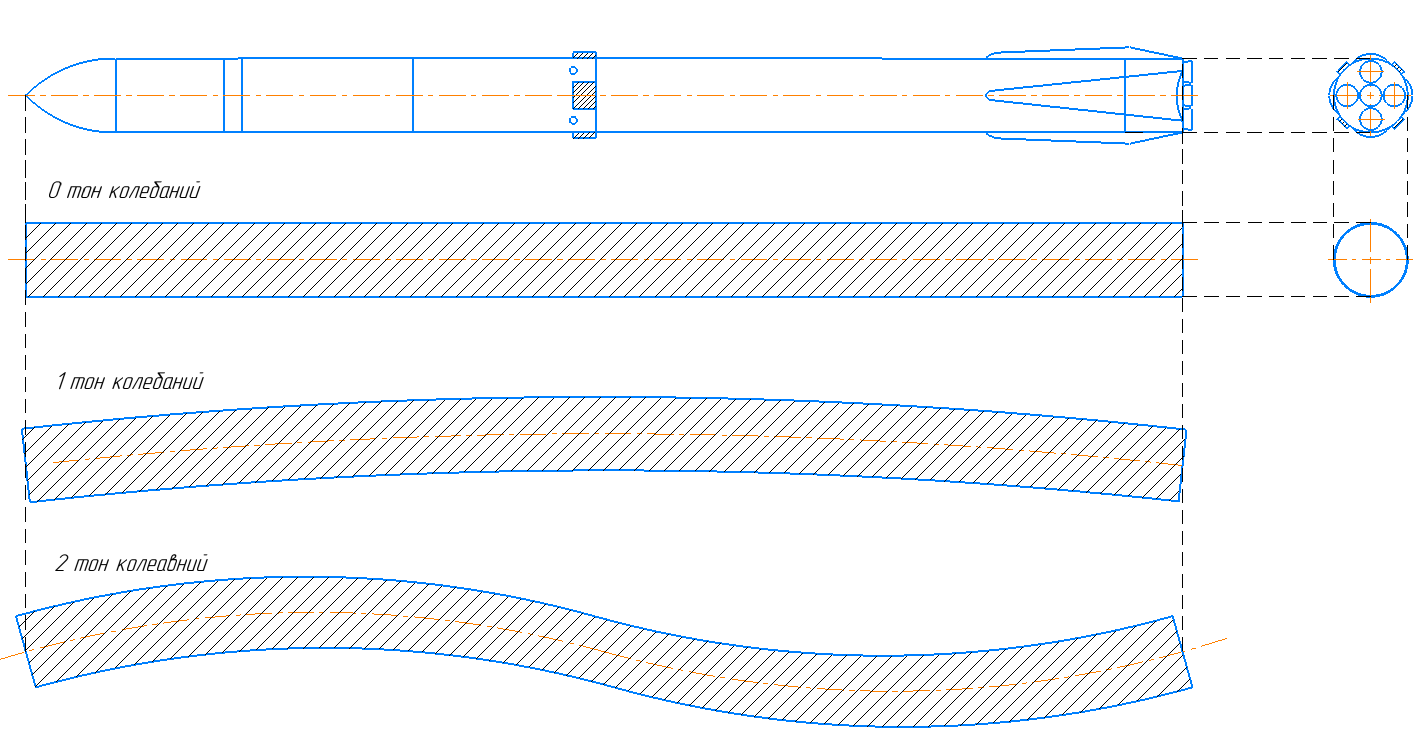 0 тон колебаний
1 тон колебаний
2 тон колеавний